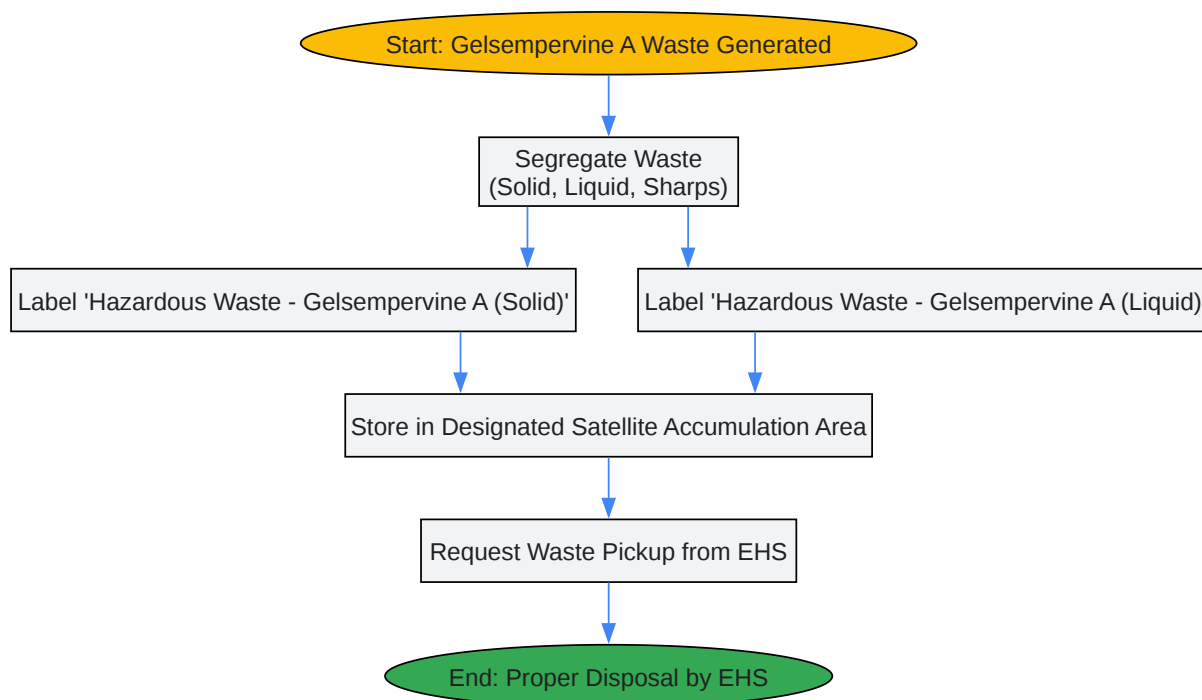 Start: Gelsempervine A Waste Generated
Segregate Waste
(Solid, Liquid, Sharps)
Label 'Hazardous Waste - Gelsempervine A (Solid)'
Label 'Hazardous Waste - Gelsempervine A (Liquid)
Store in Designated Satellite Accumulation Area
Request Waste Pickup from EHS
End: Proper Disposal by EHS